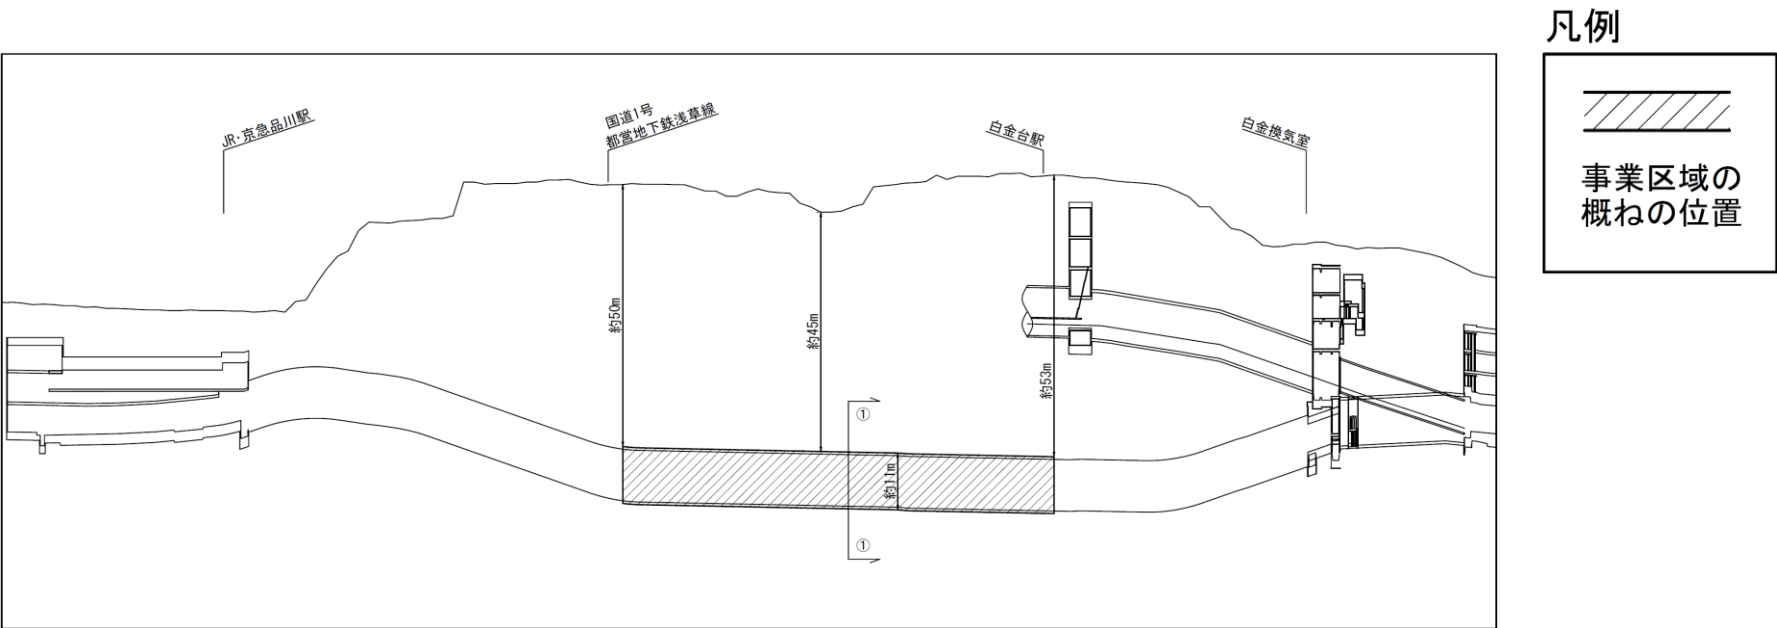 凡例
JR・京急品川駅
国道1号
都営地下鉄浅草線
白金台駅
白金換気室
事業区域の
概ねの位置
約50m
約45m
約53m
①
約11m
①